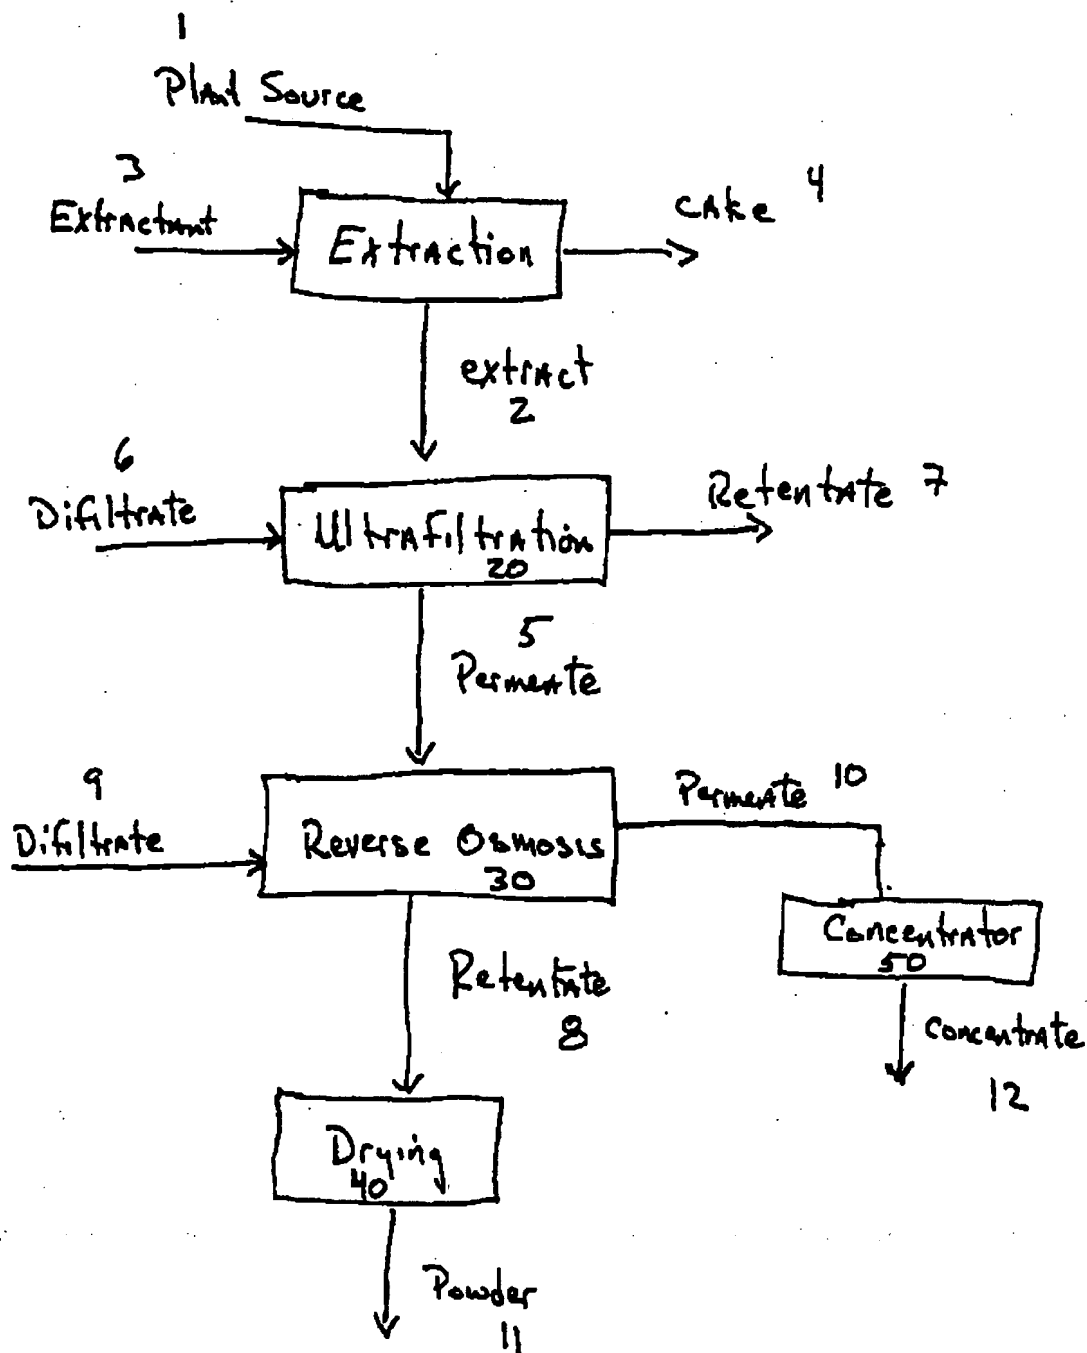 1
Plant Source
3
Extractant
Extraction
cake 4
extract
2
6
Difiltrate
Ultrafiltration
20
Retentate 7
5
Permeate
9
Difiltrate
Reverse Osmosis
30
Permeate 10
Concentrator
50
Retentate
8
Concentrate
12
Drying
40
Powder
11